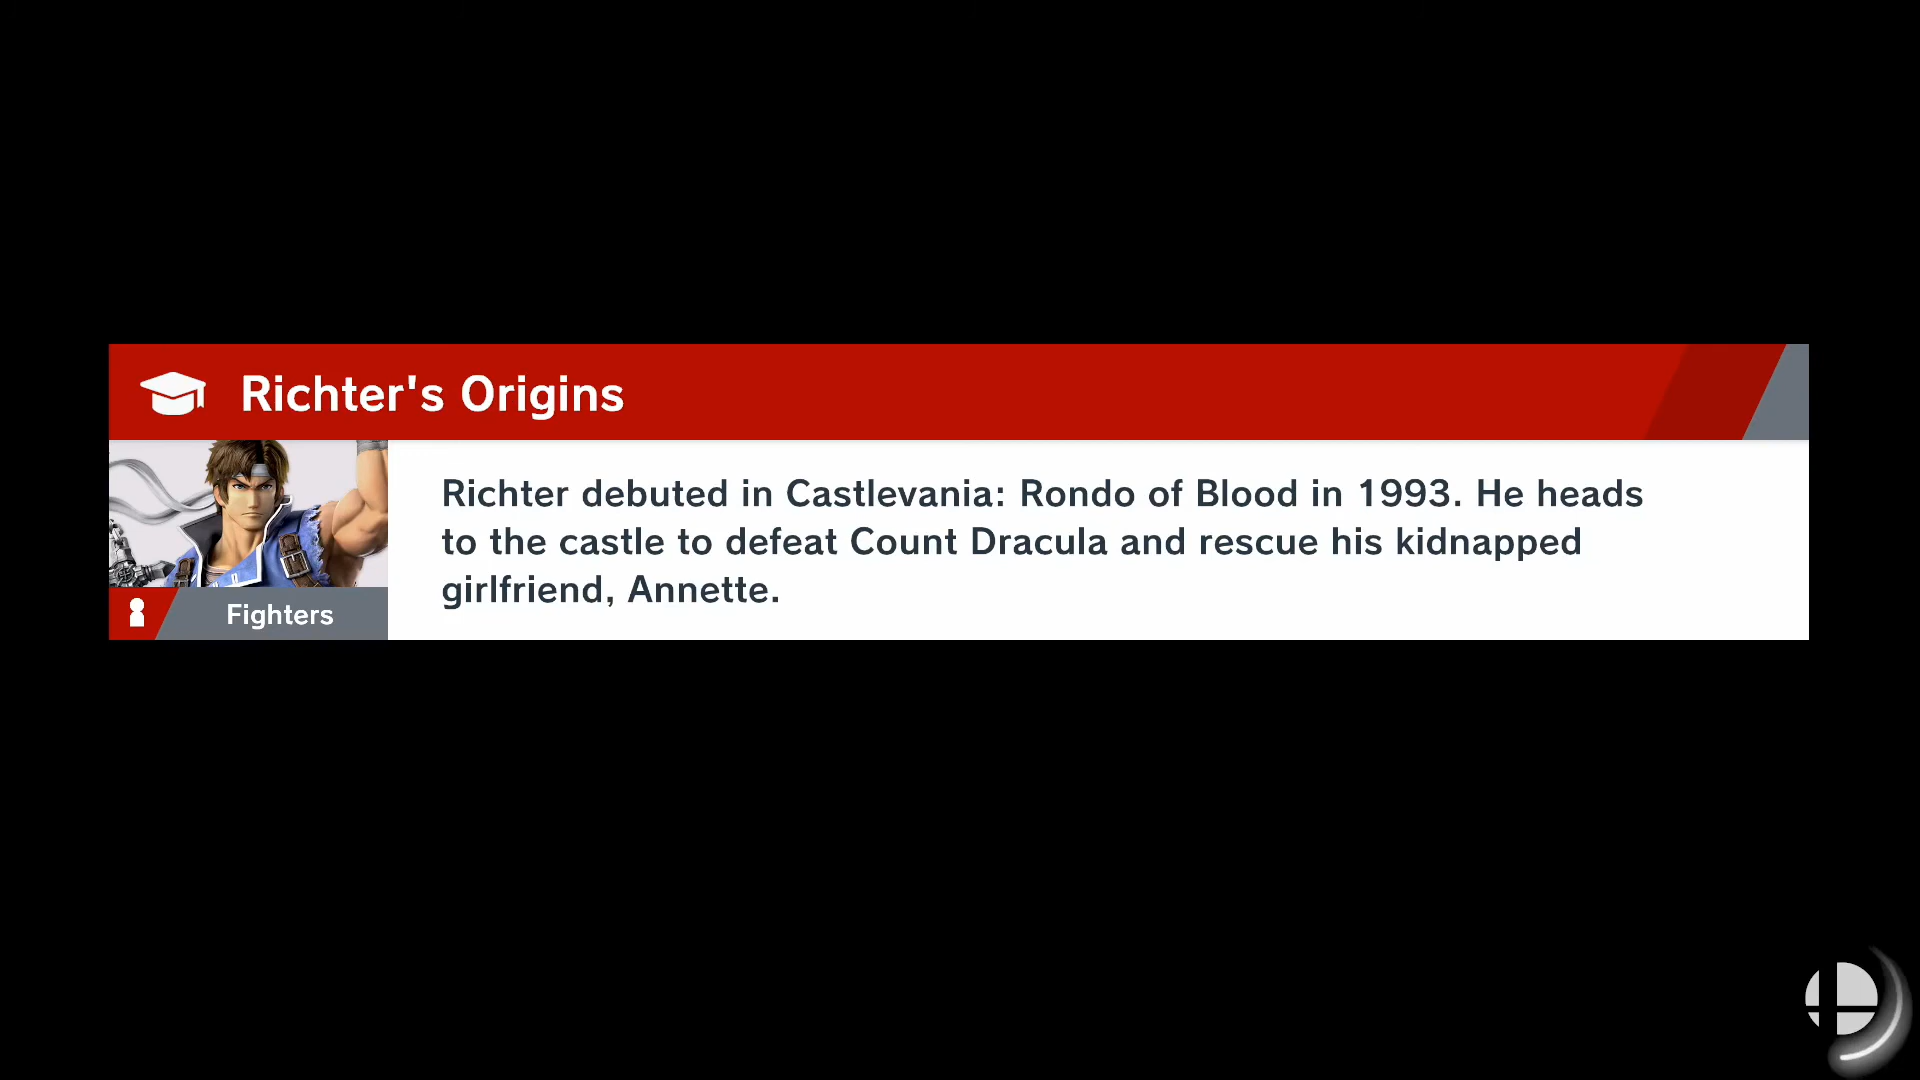 Richter's Origins
Richter debuted in Castlevania: Rondo of Blood in 1993. He heads
to the castle to defeat Count Dracula and rescue his kidnapped
girlfriend, Annette.
Fighters